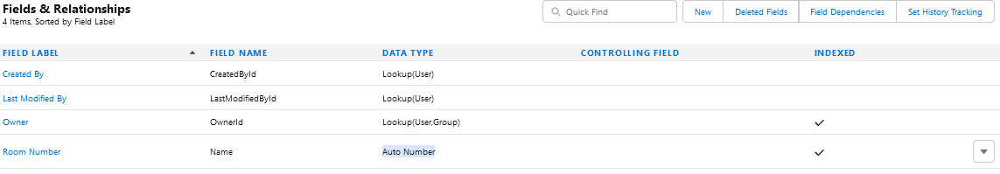 Fields & Relationships
4 Items, Sorted by Field Label
Quick Find
New
Deleted Fields
Field Dependencies
Set History Tracking
FIELD LABEL FIELD NAME DATA TYPE CONTROLLING FIELD INDEXED
Created By CreatedById Lookup(User)
Last Modified By LastModifiedById Lookup(User)
Owner OwnerId Lookup(User,Group)
Room Number Name Auto Number